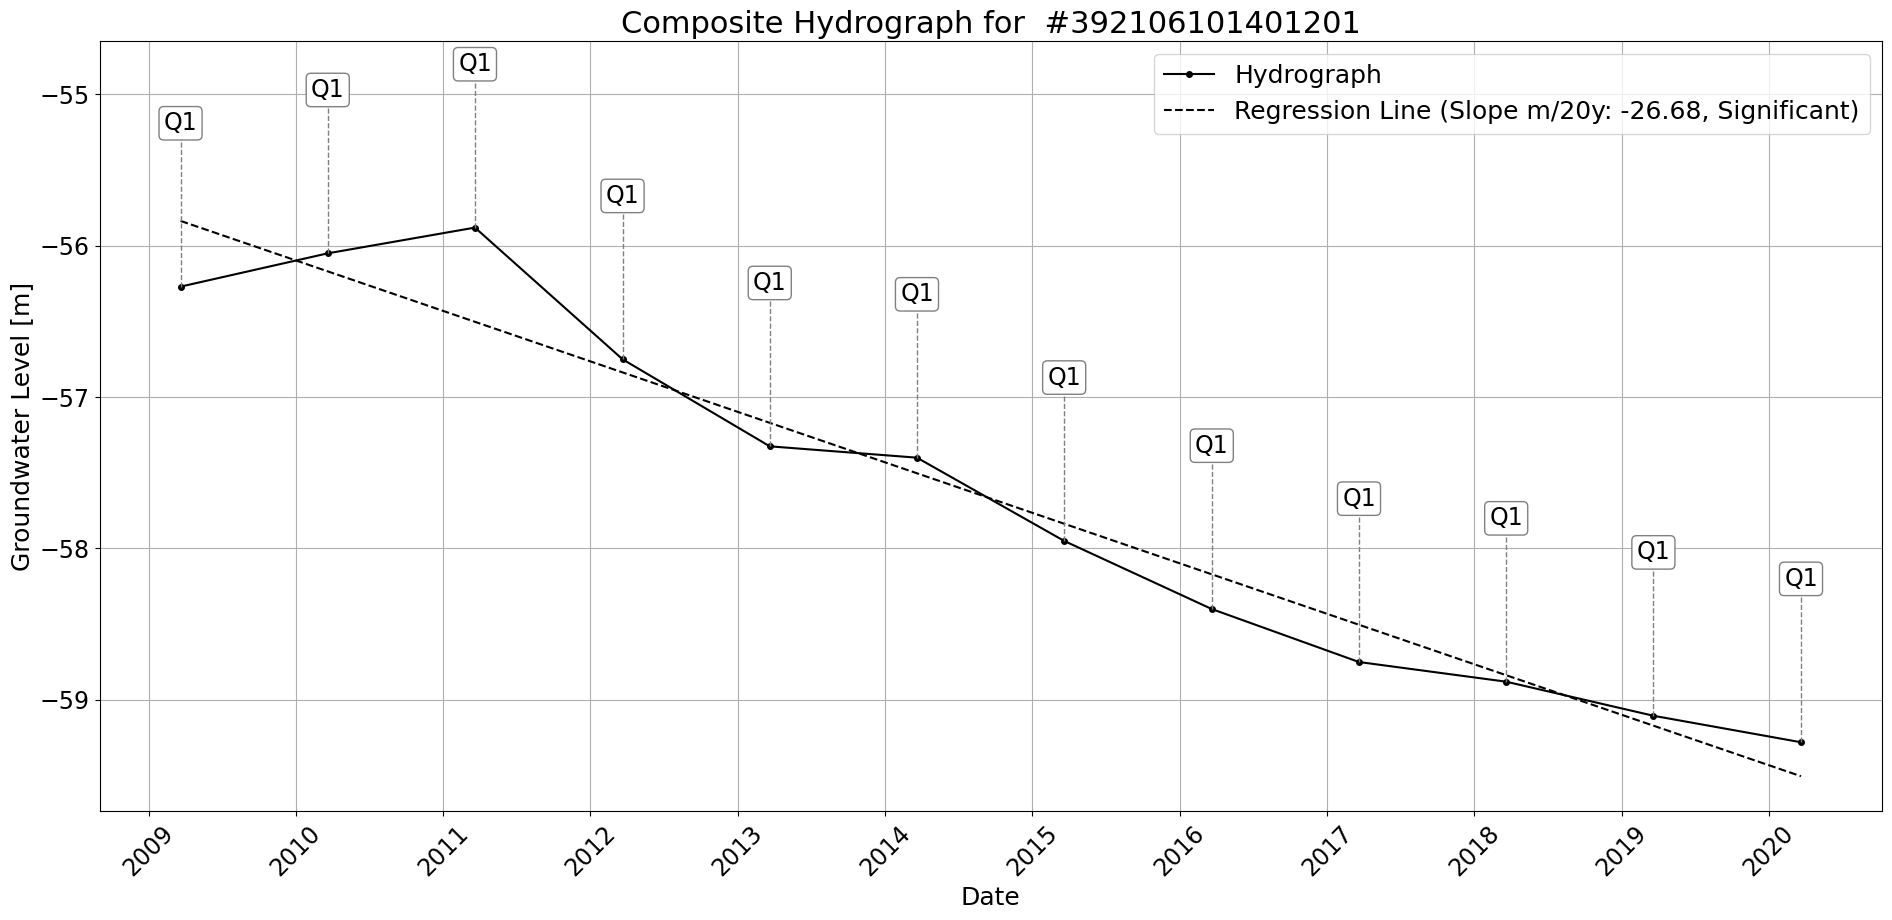 Composite Hydrograph for  #392106101401201
Hydrograph
Regression Line (Slope m/20y: -26.68, Significant)
Q1
Q1
Q1
Q1
Q1
Q1
Q1
Q1
Q1
Q1
Q1
Q1
−55
−56
−57
−58
−59
Groundwater Level [m]
2009
2010
2011
2012
2013
2014
2015
2016
2017
2018
2019
2020
Date